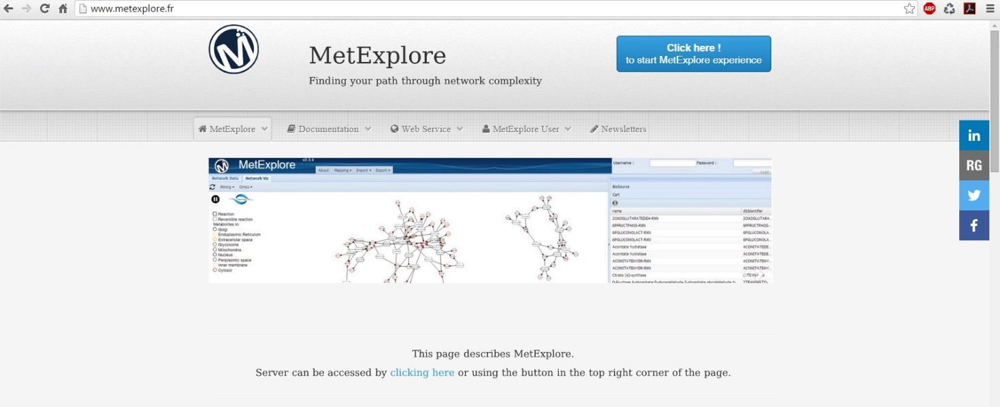 www.metexplore.fr
ABP
MetExplore
Finding your path through network complexity
Click here !
to start MetExplore experience
MetExplore Documentation Web Service MetExplore User Newsletters
in
RG
f
MetExplore v2.3.4
About Mapping Import Export
Username : Password :
Login
Network Data Network Viz
Mining Omics
Reaction
Reversible reaction
Metabolites in:
Golgi
Endoplasmic Reticulum
Extracellular space
Glycosome
Mitochondria
Nucleus
Periplasmic space
Inner membrane
Cytosol
BioSource
Cart
name dbIdentifier
2OXOGLUTARATEDEH-RXN 2OXOGLUTARA...
6PFRUCTPHOS-RXN 6PFRUCTPHOS-...
6PGLUCONOLACT-RXN 6PGLUCONOLA...
6PGLUCONOLACT-RXN 6PGLUCONOLA...
Aconitate hydratase ACONITATEDE...
Aconitate hydratase ACONITATEDE...
ACONITATEHYDR-RXN ACONITATEHY...
ACONITATEHYDR-RXN ACONITATEHY...
Citrate (si)-synthase
This page describes MetExplore.
Server can be accessed by clicking here or using the button in the top right corner of the page.